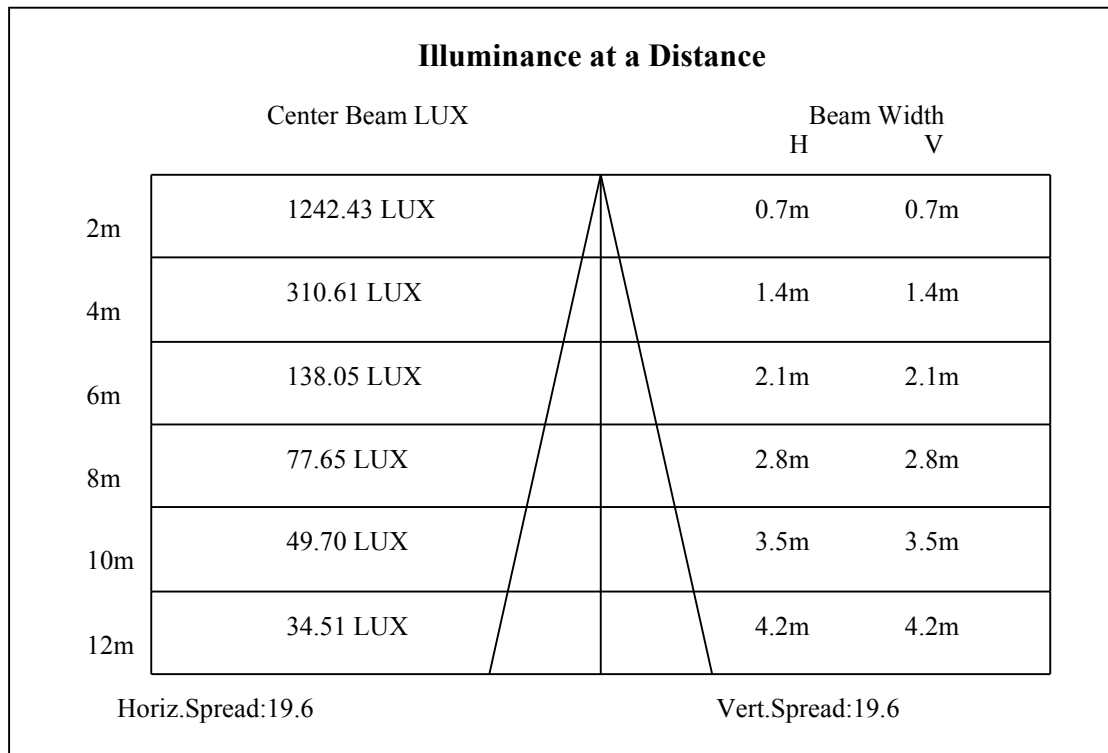 Illuminance at a Distance
Center Beam LUX Beam Width
H V
2m 1242.43 LUX 0.7m 0.7m
4m 310.61 LUX 1.4m 1.4m
6m 138.05 LUX 2.1m 2.1m
8m 77.65 LUX 2.8m 2.8m
10m 49.70 LUX 3.5m 3.5m
12m 34.51 LUX 4.2m 4.2m
Horiz.Spread:19.6 Vert.Spread:19.6